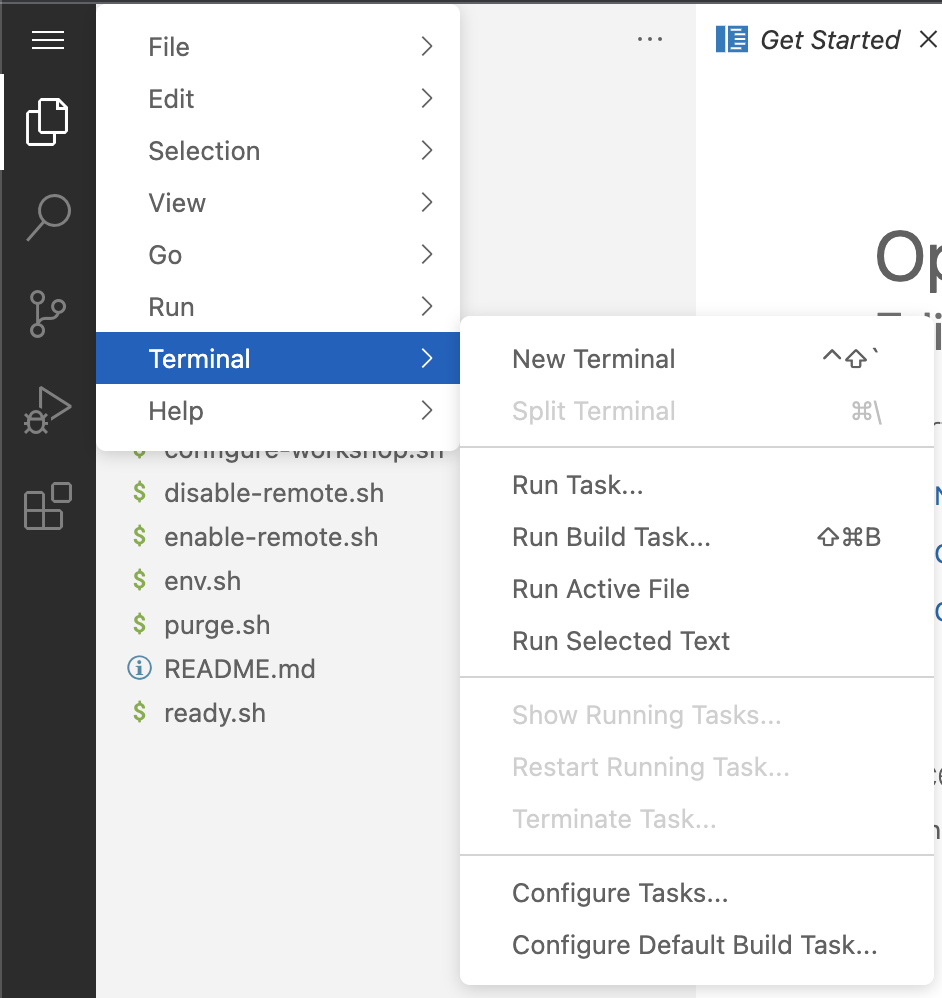 File
Edit
Selection
View
Go
Run
Terminal
Help
configure-workshop.sh
$ disable-remote.sh
$ enable-remote.sh
$ env.sh
$ purge.sh
README.md
$ ready.sh
Get Started
Op
New Terminal ^⇧`
Split Terminal ⌘\
Run Task...
Run Build Task... ⇧⌘B
Run Active File
Run Selected Text
Show Running Tasks...
Restart Running Task...
Terminate Task...
Configure Tasks...
Configure Default Build Task...